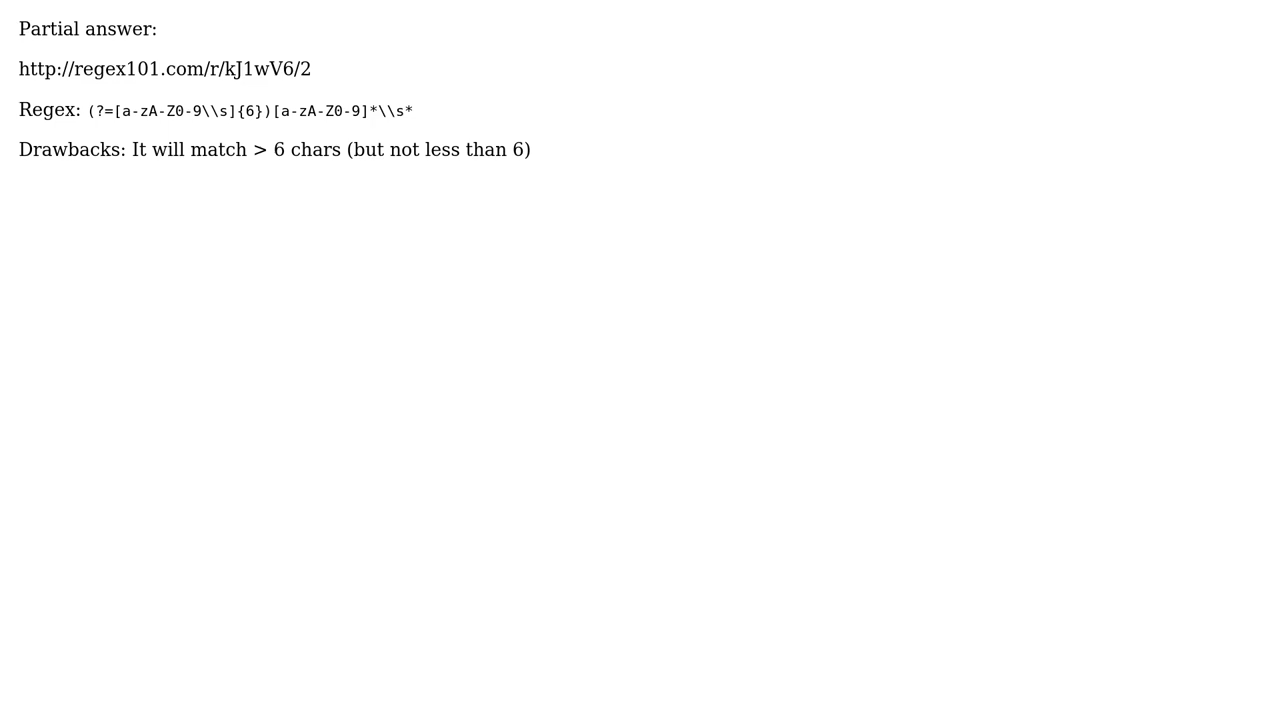 Partial answer:
http://regex101.com/r/kJ1wV6/2
Regex: (?=[a-zA-Z0-9\\s]{6})[a-zA-Z0-9]*\\s*
Drawbacks: It will match > 6 chars (but not less than 6)